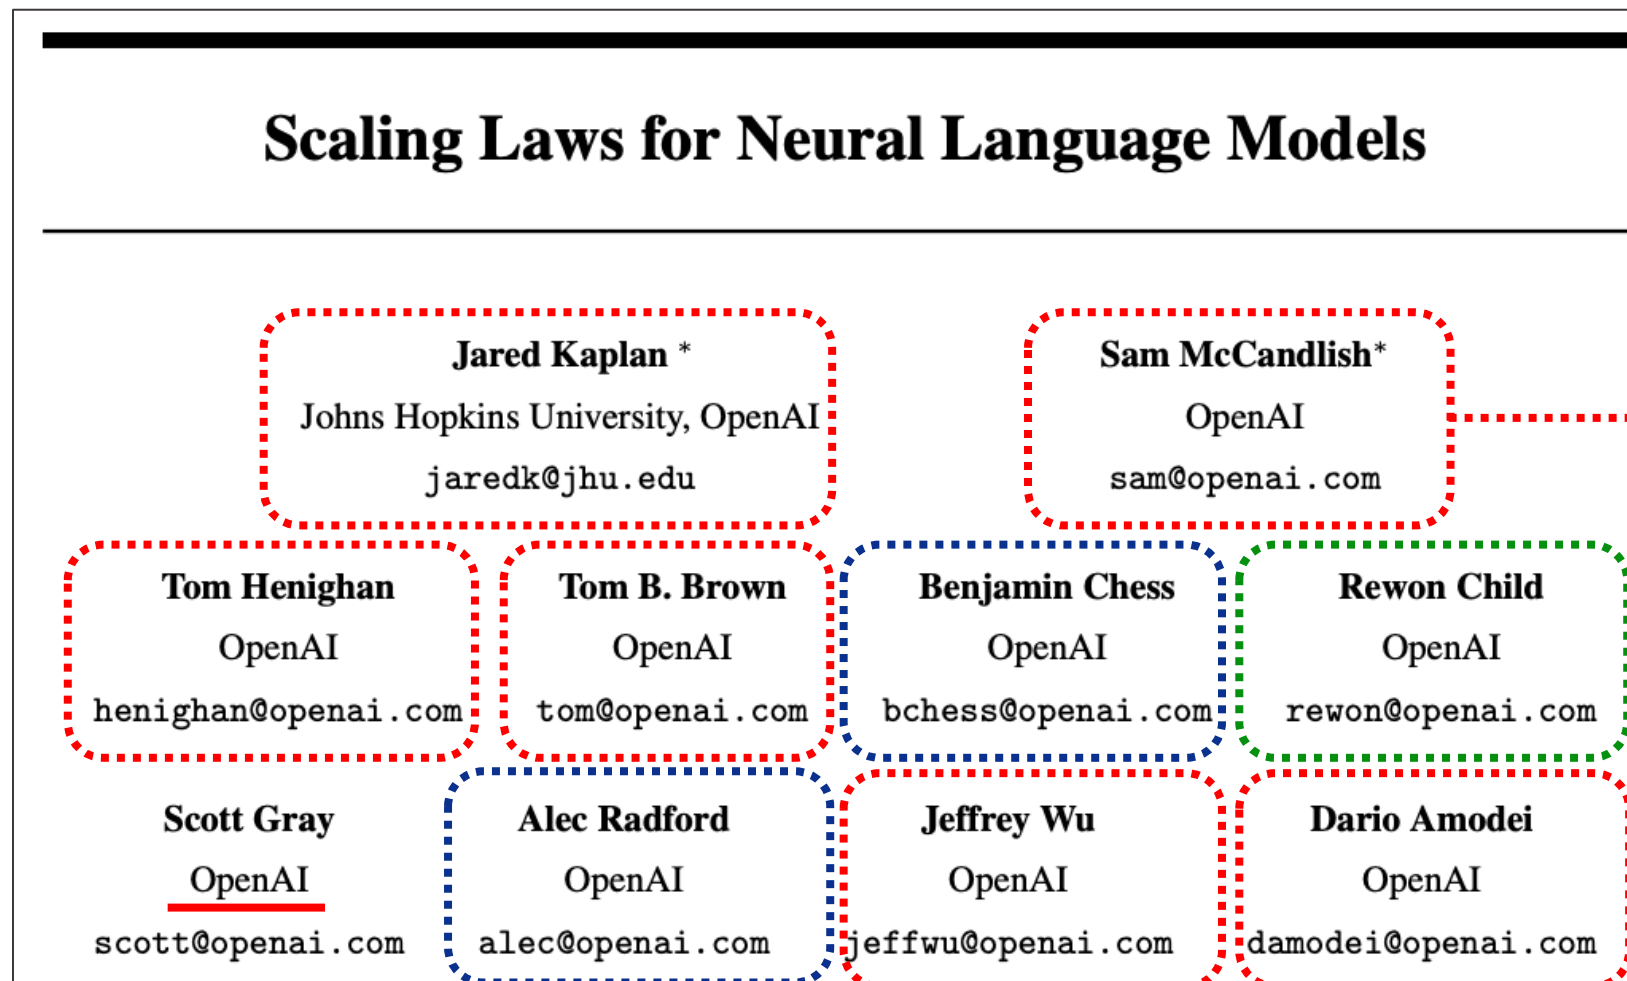 Scaling Laws for Neural Language Models
Jared Kaplan *
Johns Hopkins University, OpenAI
jaredk@jhu.edu
Sam McCandlish*
OpenAI
sam@openai.com
Tom Henighan
OpenAI
henighan@openai.com
Tom B. Brown
OpenAI
tom@openai.com
Benjamin Chess
OpenAI
bchess@openai.com
Rewon Child
OpenAI
rewon@openai.com
Scott Gray
OpenAI
scott@openai.com
Alec Radford
OpenAI
alec@openai.com
Jeffrey Wu
OpenAI
jeffwu@openai.com
Dario Amodei
OpenAI
damodei@openai.com